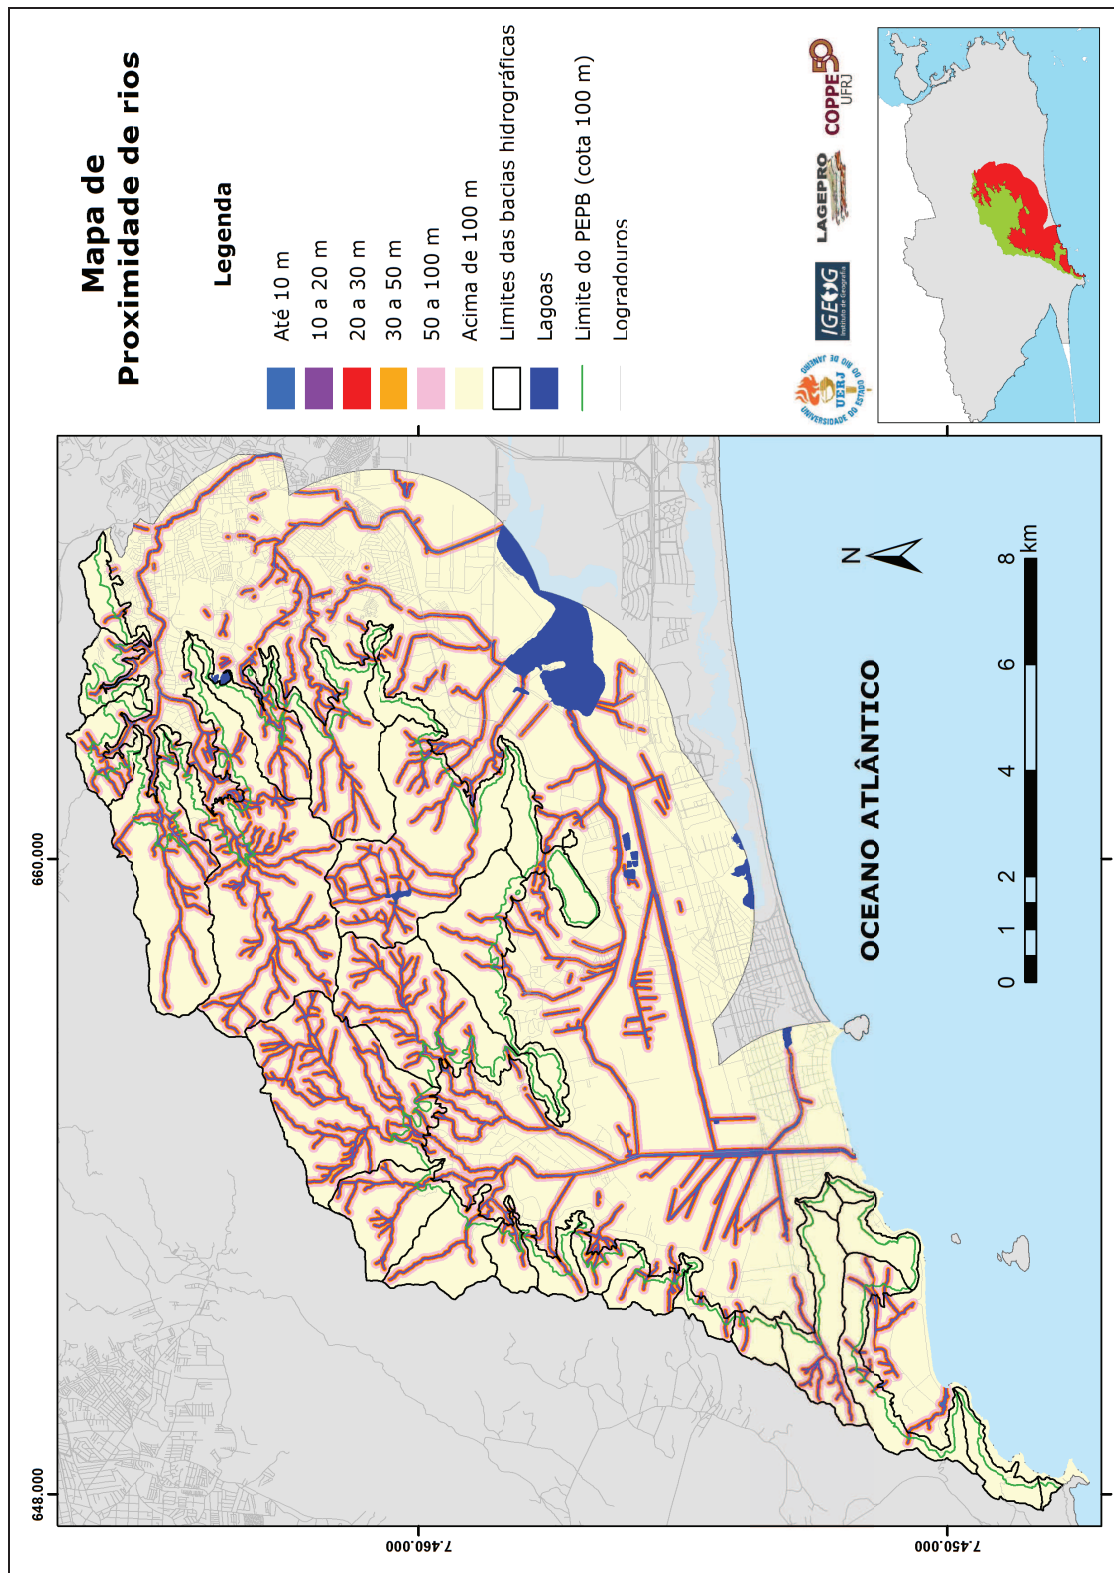 Mapa de
Proximidade de rios
Legenda
Até 10 m
10 a 20 m
20 a 30 m
30 a 50 m
50 a 100 m
Acima de 100 m
Limites das bacias hidrográficas
Lagoas
Limite do PEPB (cota 100 m)
Logradouros
UERJ
UNIVERSIDADE DO ESTADO DO RIO DE JANEIRO
IGEOG
Instituto de Geografia
LAGEPRO
COPPE 50
UFRJ
648.000
660.000
7.460.000
7.450.000
N
OCEANO ATLÂNTICO
0 1 2 4 6 8 km